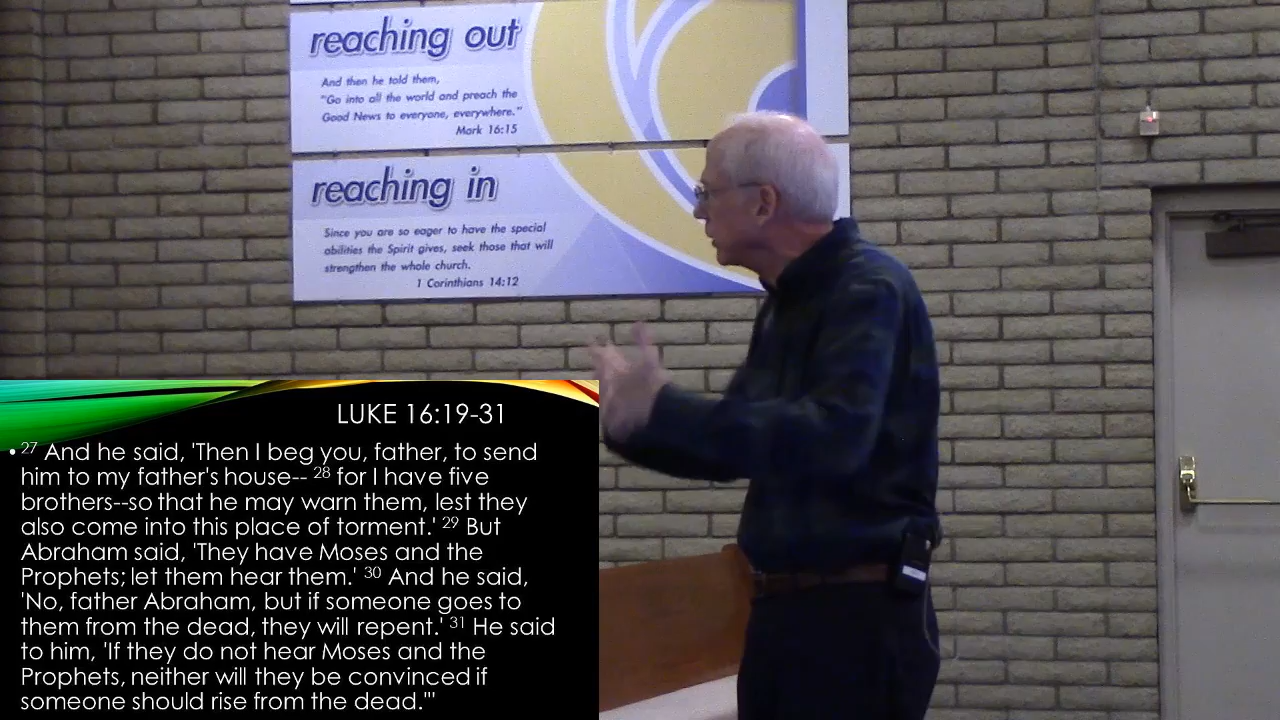 reaching out
And then he told them,
"Go into all the world and preach the
Good News to everyone, everywhere."
Mark 16:15
reaching in
Since you are so eager to have the special
abilities the Spirit gives, seek those that will
strengthen the whole church.
1 Corinthians 14:12
LUKE 16:19-31
• 27 And he said, 'Then I beg you, father, to send
him to my father's house-- 28 for I have five
brothers--so that he may warn them, lest they
also come into this place of torment.' 29 But
Abraham said, 'They have Moses and the
Prophets; let them hear them.' 30 And he said,
'No, father Abraham, but if someone goes to
them from the dead, they will repent.' 31 He said
to him, 'If they do not hear Moses and the
Prophets, neither will they be convinced if
someone should rise from the dead.'"